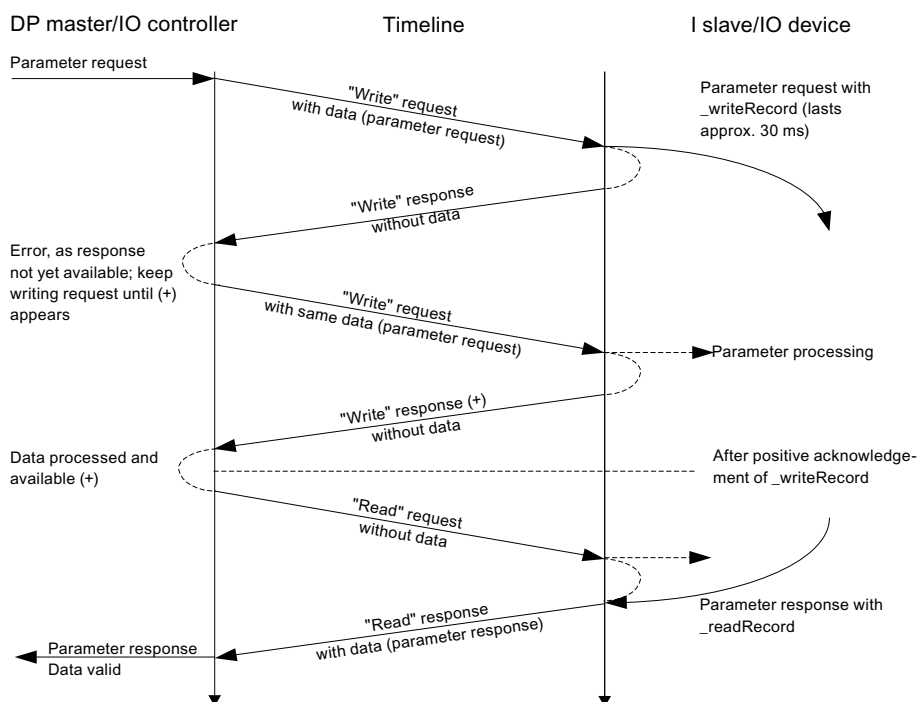 DP master/IO controller
Timeline
I slave/IO device
Parameter request
"Write" request
with data (parameter request)
Parameter request with
_writeRecord (lasts
approx. 30 ms)
"Write" response
without data
Error, as response
not yet available; keep
writing request until (+)
appears
"Write" request
with same data (parameter request)
Parameter processing
"Write" response (+)
without data
Data processed and
available (+)
After positive acknowledge-
ment of _writeRecord
"Read" request
without data
Parameter response with
_readRecord
"Read" response
with data (parameter response)
Parameter response
Data valid